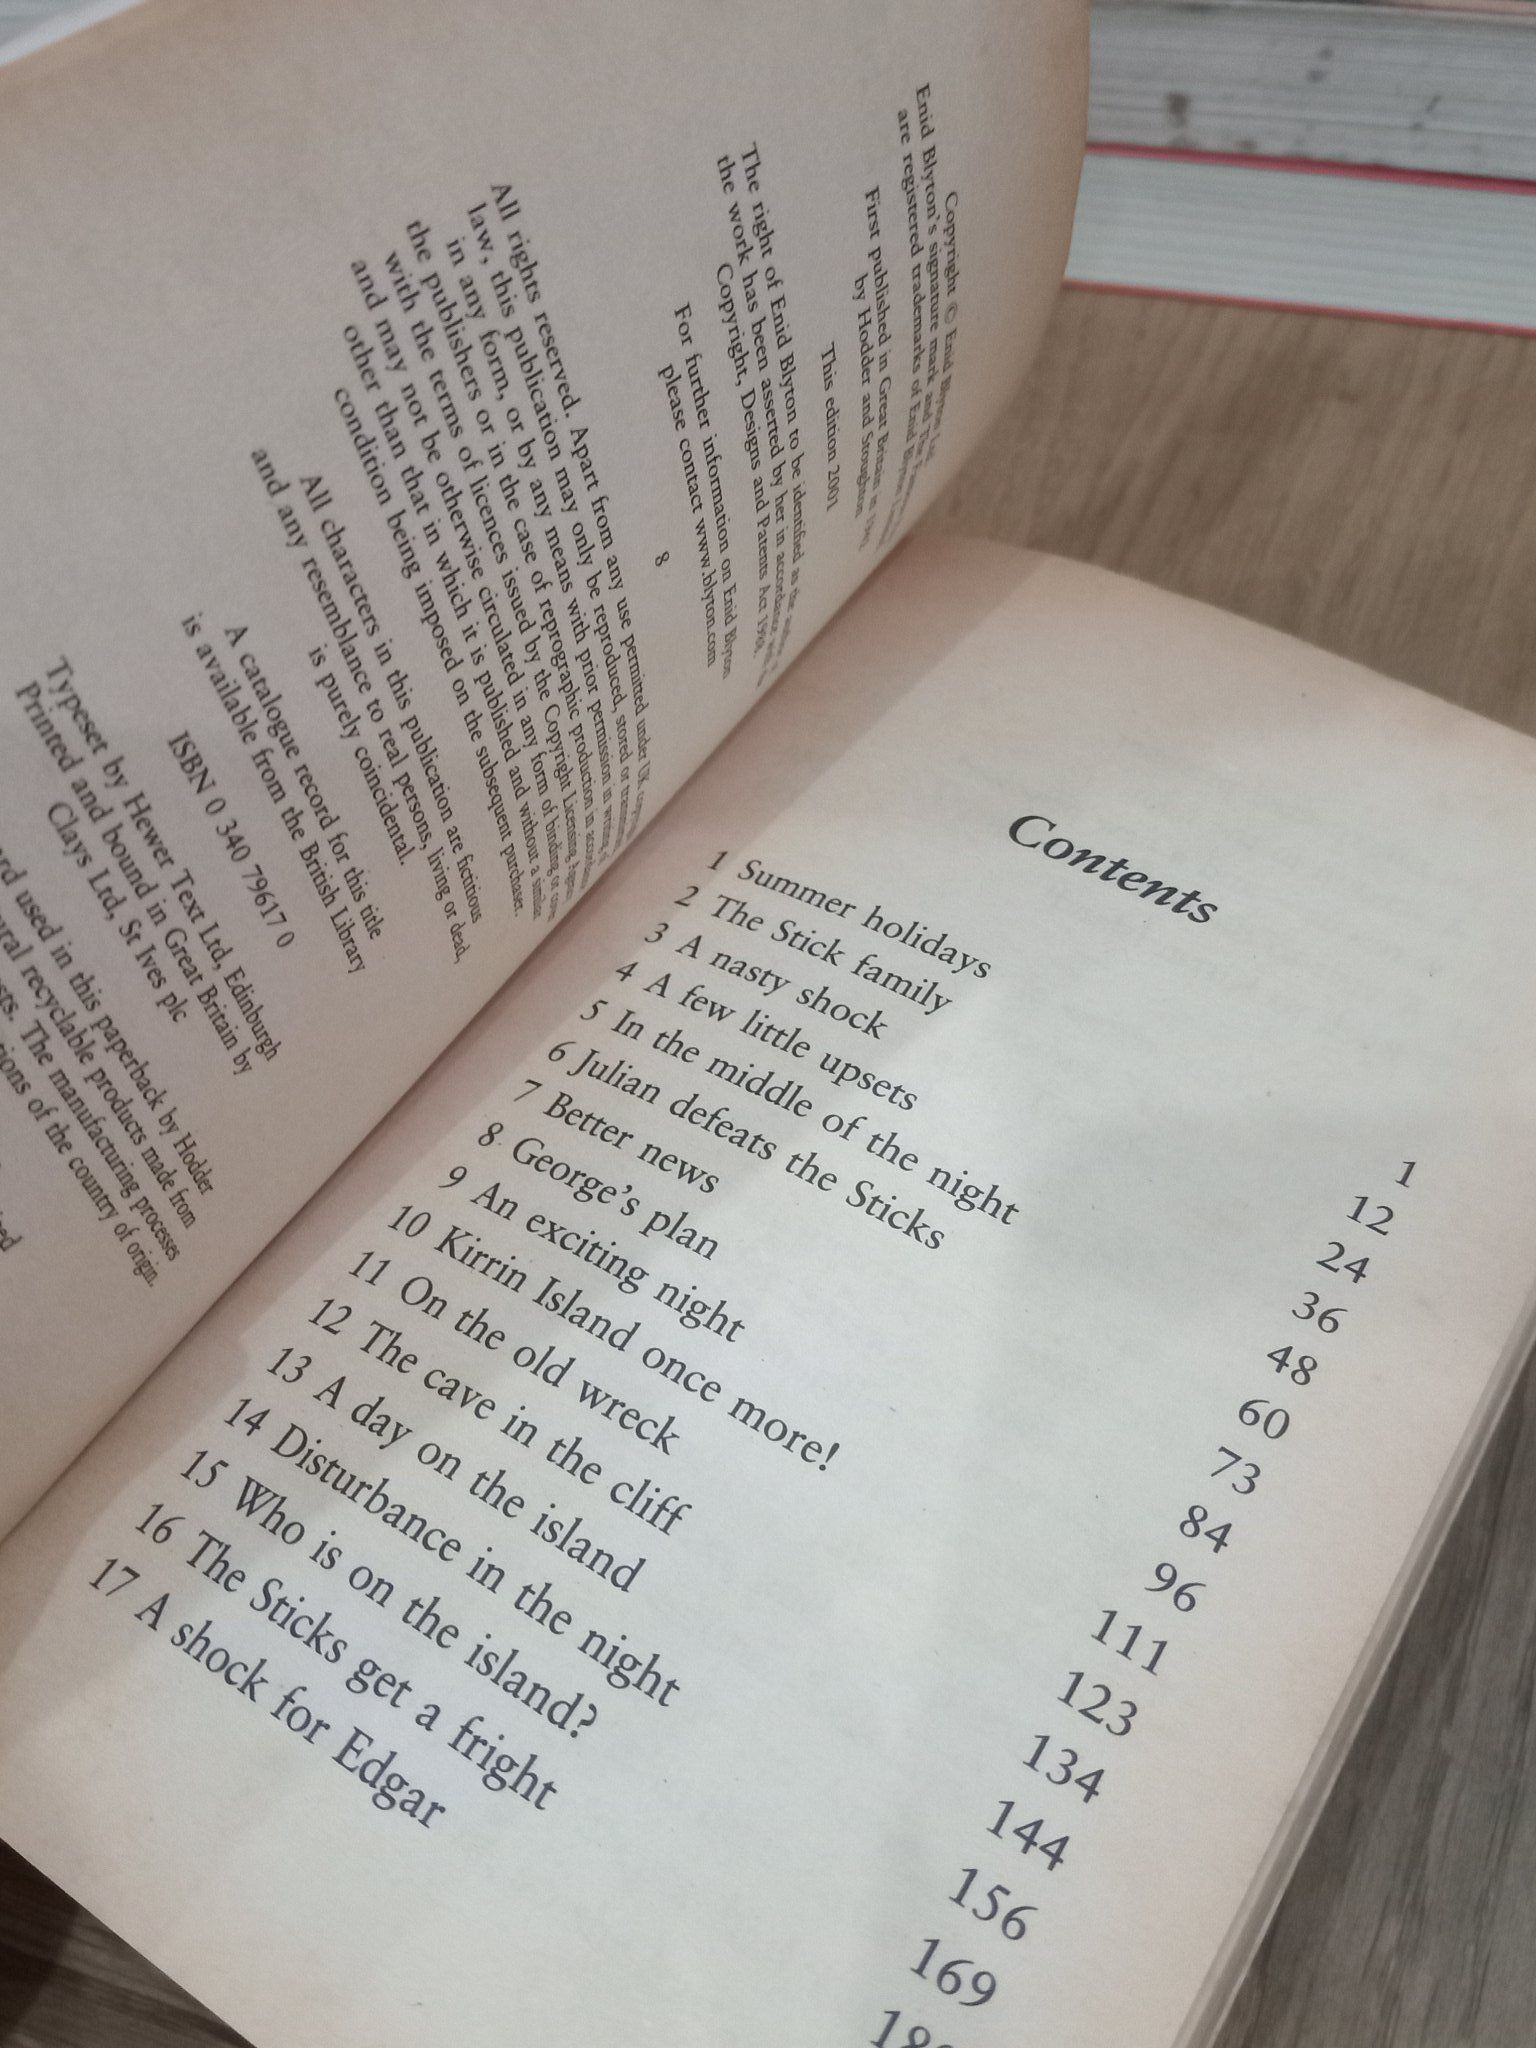 Copyright © Enid Blyton
Enid Blyton's signature mark and The
are registered trademarks of Enid Blyton
First published in Great Britain in
by Hodder and Stoughton
This edition 2001
The right of Enid Blyton to be identified as the
the work has been asserted by her in accordance
Copyright, Designs and Patents Act
For further information on Enid Blyton
please contact www.blyton.com
8
All rights reserved. Apart from any use permitted under UK
law, this publication may only be reproduced, stored or
in any form, or by any means with prior permission in writing
the publishers or in the case of reprographic production in
with the terms of licences issued by the Copyright Licensing Agency
and may not be otherwise circulated in any form of binding or
other than that in which it is published and without a similar
condition being imposed on the subsequent purchaser.
All characters in this publication are fictitious
and any resemblance to real persons, living or dead,
is purely coincidental.
A catalogue record for this title
is available from the British Library
ISBN 0 340 79617 0
Typeset by Hewer Text Ltd, Edinburgh
Printed and bound in Great Britain by
Clays Ltd, St Ives plc
used in this paperback by Hodder
recyclable products made from
The manufacturing processes
of the country of origin.
Contents
1 Summer holidays 1
2 The Stick family 12
3 A nasty shock 24
4 A few little upsets 36
5 In the middle of the night 48
6 Julian defeats the Sticks 60
7 Better news 73
8 George's plan 84
9 An exciting night 96
10 Kirrin Island once more! 111
11 On the old wreck 123
12 The cave in the cliff 134
13 A day on the island 144
14 Disturbance in the night 156
15 Who is on the island? 169
16 The Sticks get a fright
17 A shock for Edgar